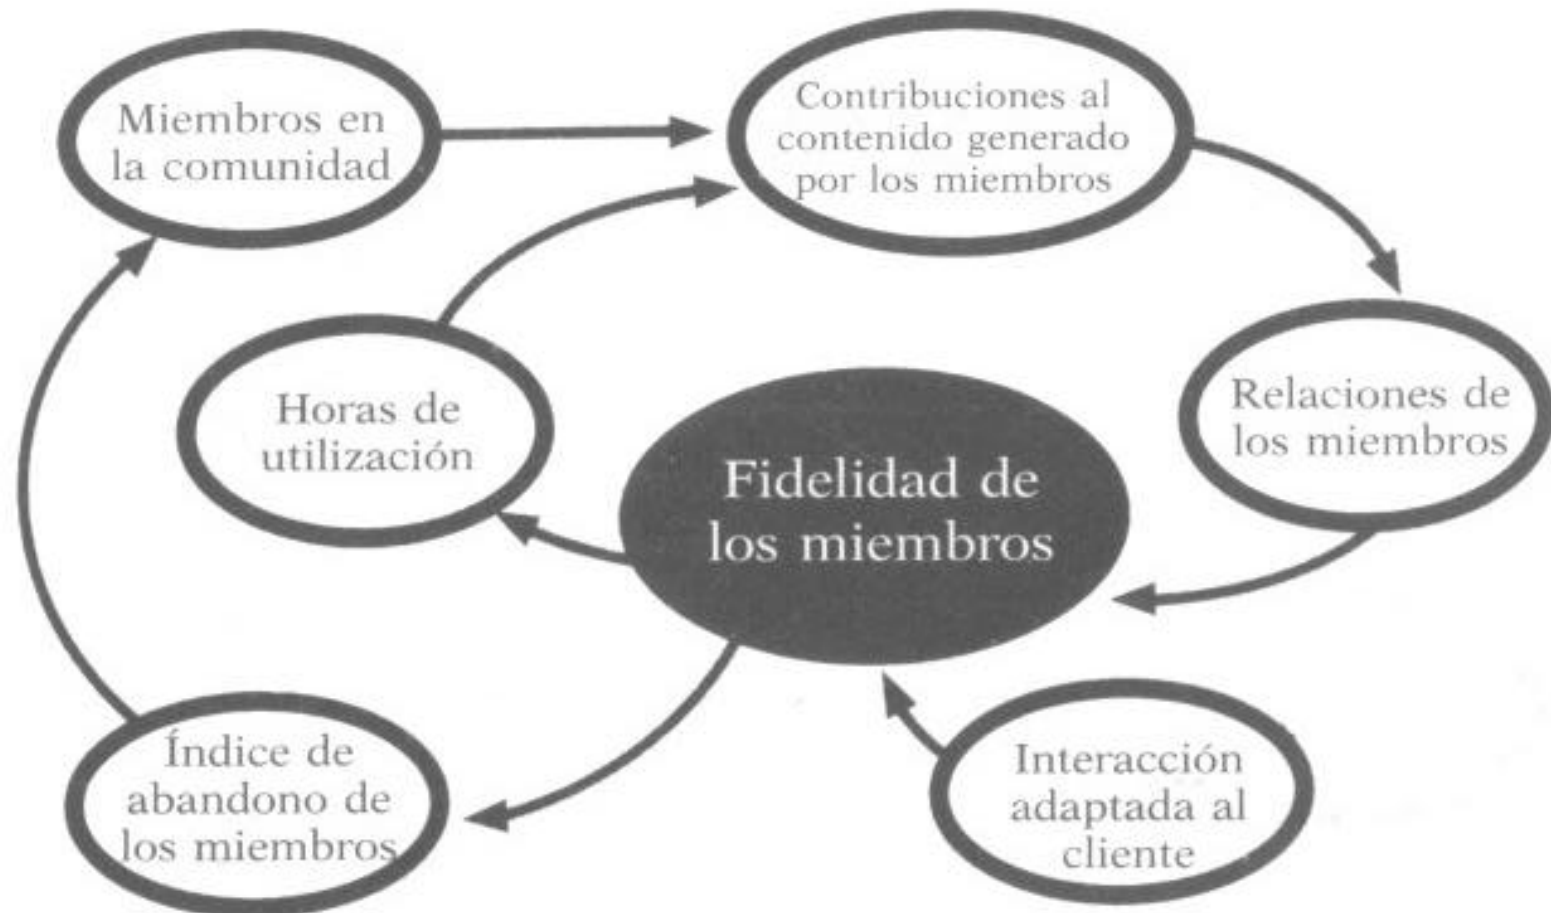 Miembros en
la comunidad
Contribuciones al
contenido generado
por los miembros
Horas de
utilización
Relaciones de
los miembros
Fidelidad de
los miembros
Índice de
abandono de
los miembros
Interacción
adaptada al
cliente